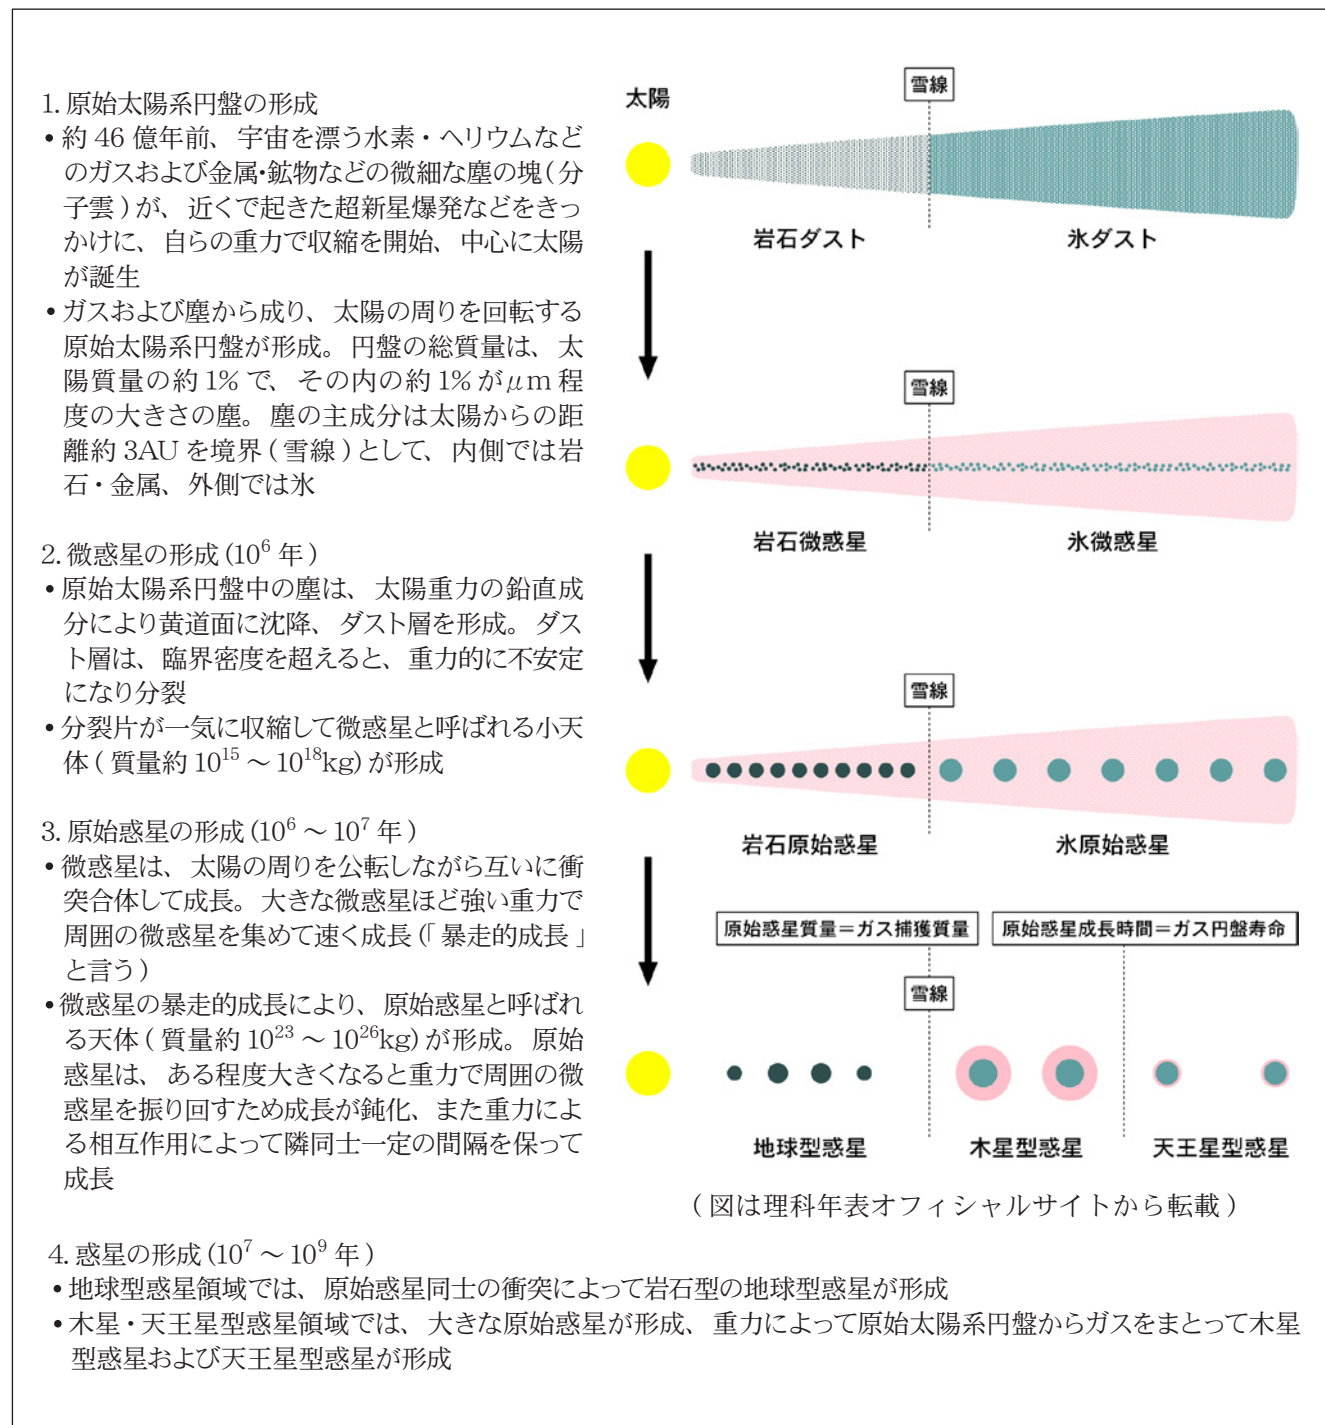 1. 原始太陽系円盤の形成
• 約 46 億年前、宇宙を漂う水素・ヘリウムなど
のガスおよび金属・鉱物などの微細な塵の塊(分
子雲)が、近くで起きた超新星爆発などをきっ
かけに、自らの重力で収縮を開始、中心に太陽
が誕生
• ガスおよび塵から成り、太陽の周りを回転する
原始太陽系円盤が形成。円盤の総質量は、太
陽質量の約 1% で、その内の約 1% が μm 程
度の大きさの塵。塵の主成分は太陽からの距
離約 3AU を境界(雪線)として、内側では岩
石・金属、外側では氷
2. 微惑星の形成(10⁶ 年)
• 原始太陽系円盤中の塵は、太陽重力の鉛直成
分により黄道面に沈降、ダスト層を形成。ダス
ト層は、臨界密度を超えると、重力的に不安定
になり分裂
• 分裂片が一気に収縮して微惑星と呼ばれる小天
体(質量約 10¹⁵ ～ 10¹⁸kg)が形成
3. 原始惑星の形成(10⁶ ～ 10⁷ 年)
• 微惑星は、太陽の周りを公転しながら互いに衝
突合体して成長。大きな微惑星ほど強い重力で
周囲の微惑星を集めて速く成長(「暴走的成長」
と言う)
• 微惑星の暴走的成長により、原始惑星と呼ばれ
る天体(質量約 10²³ ～ 10²⁶kg)が形成。原始
惑星は、ある程度大きくなると重力で周囲の微
惑星を振り回すため成長が鈍化、また重力によ
る相互作用によって隣同士一定の間隔を保って
成長
太陽
雪線
岩石ダスト
氷ダスト
雪線
岩石微惑星
氷微惑星
雪線
岩石原始惑星
氷原始惑星
原始惑星質量＝ガス捕獲質量
原始惑星成長時間＝ガス円盤寿命
雪線
地球型惑星
木星型惑星
天王星型惑星
(図は理科年表オフィシャルサイトから転載)
4. 惑星の形成(10⁷ ～ 10⁹ 年)
• 地球型惑星領域では、原始惑星同士の衝突によって岩石型の地球型惑星が形成
• 木星・天王星型惑星領域では、大きな原始惑星が形成、重力によって原始太陽系円盤からガスをまとって木星
型惑星および天王星型惑星が形成